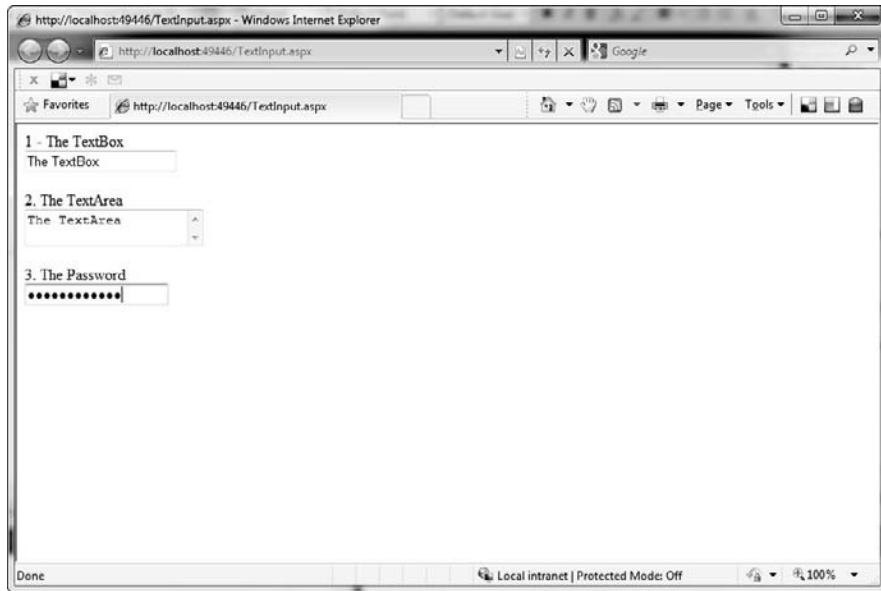 http://localhost:49446/TextInput.aspx - Windows Internet Explorer
http://localhost:49446/TextInput.aspx
Google
Favorites
http://localhost:49446/TextInput.aspx
Page
Tools
1 - The TextBox
The TextBox
2. The TextArea
The TextArea
3. The Password
••••••••••••
Done
Local intranet | Protected Mode: Off
100%